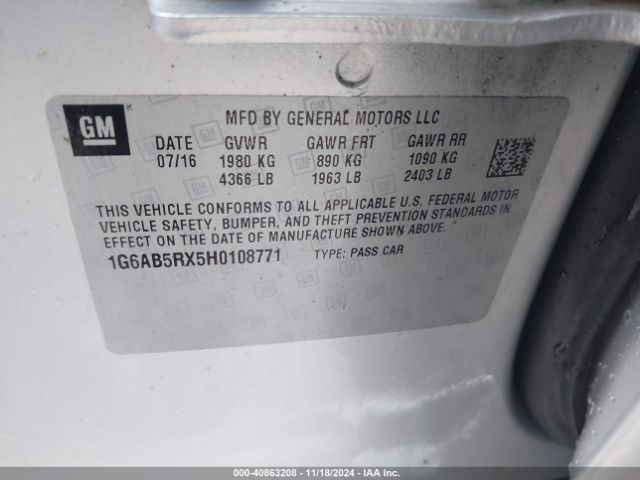 GM
MFD BY GENERAL MOTORS LLC
DATE GVWR GAWR FRT GAWR RR
07/16 1980 KG 890 KG 1090 KG
4366 LB 1963 LB 2403 LB
THIS VEHICLE CONFORMS TO ALL APPLICABLE U.S. FEDERAL MOTOR
VEHICLE SAFETY, BUMPER, AND THEFT PREVENTION STANDARDS IN
EFFECT ON THE DATE OF MANUFACTURE SHOWN ABOVE.
1G6AB5RX5H0108771 TYPE: PASS CAR
000-40863208 - 11/18/2024 - IAA Inc.